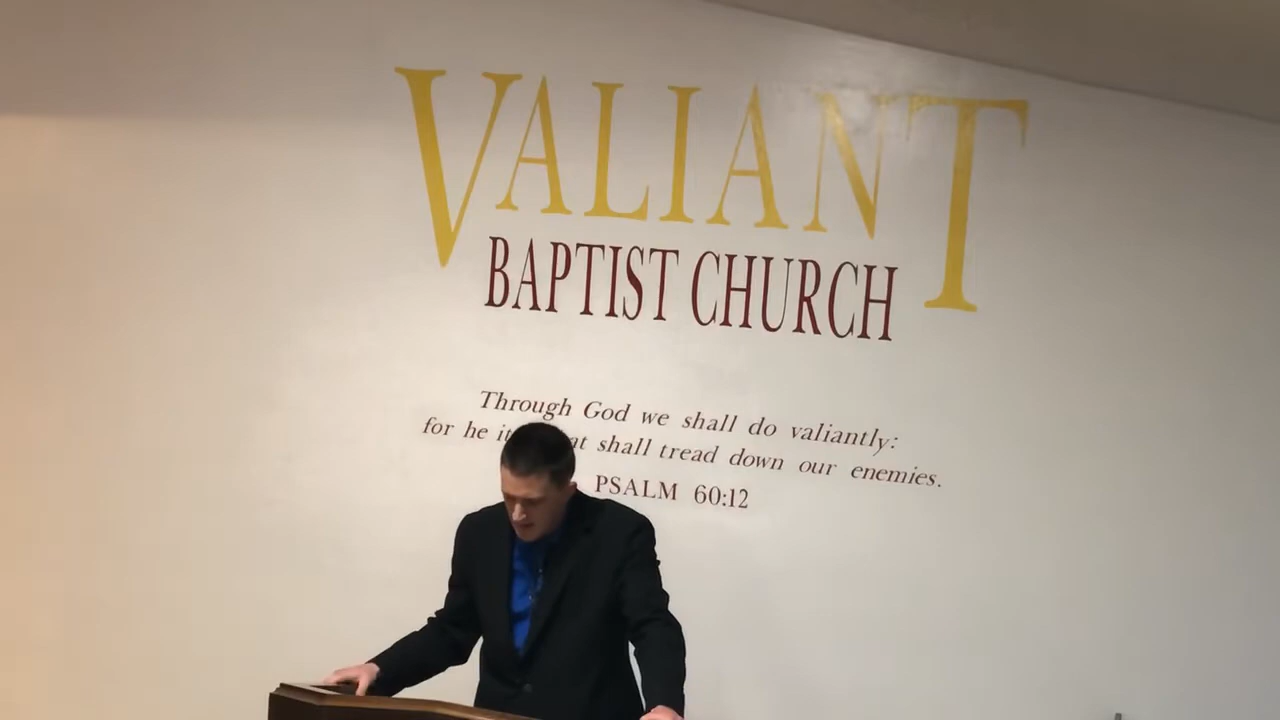 VALIANT
BAPTIST CHURCH
Through God we shall do valiantly:
for he it shall tread down our enemies.
PSALM 60:12